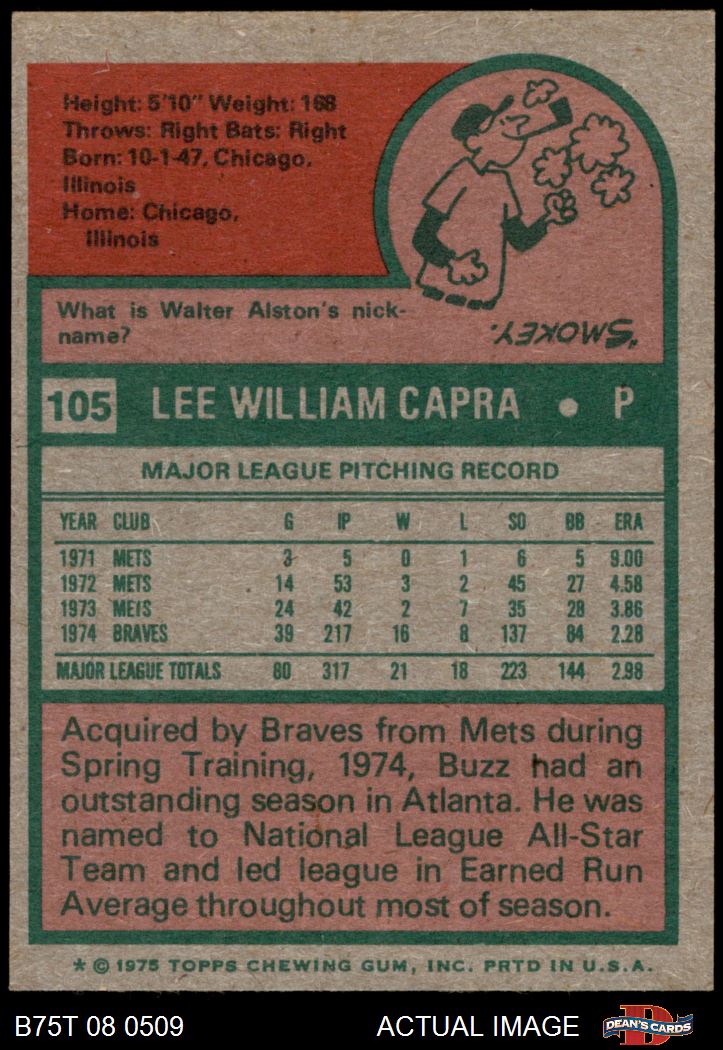 Height: 5'10" Weight: 168
Throws: Right Bats: Right
Born: 10-1-47, Chicago,
Illinois
Home: Chicago,
Illinois
What is Walter Alston's nick-
name?
"SMOKEY.
105 LEE WILLIAM CAPRA • P
MAJOR LEAGUE PITCHING RECORD
YEAR CLUB G IP W L SO BB ERA
1971 METS 3 5 0 1 6 5 9.00
1972 METS 14 53 3 2 45 27 4.58
1973 METS 24 42 2 7 35 28 3.86
1974 BRAVES 39 217 16 8 137 84 2.28
MAJOR LEAGUE TOTALS 80 317 21 18 223 144 2.98
Acquired by Braves from Mets during
Spring Training, 1974, Buzz had an
outstanding season in Atlanta. He was
named to National League All-Star
Team and led league in Earned Run
Average throughout most of season.
* © 1975 TOPPS CHEWING GUM, INC. PRTD IN U.S.A.
B75T 08 0509 ACTUAL IMAGE DEAN'S CARDS